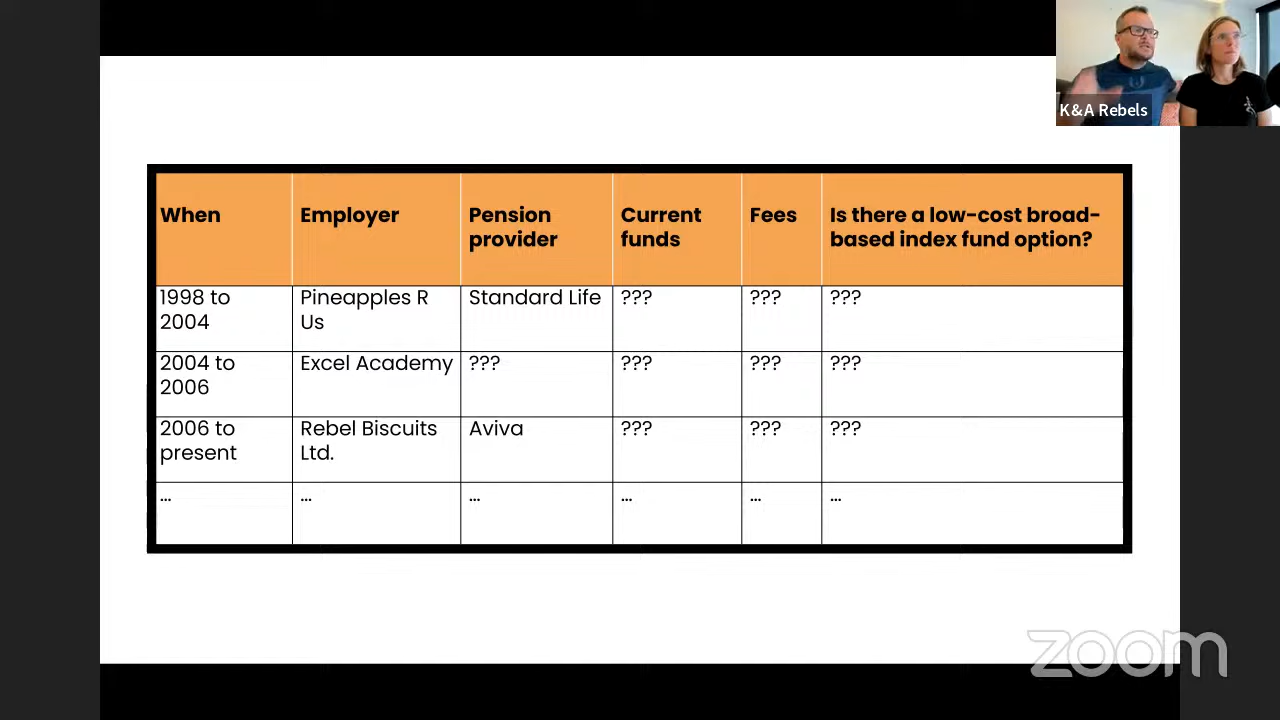 K&A Rebels
When
Employer
Pension
provider
Current
funds
Fees
Is there a low-cost broad-
based index fund option?
1998 to
2004
Pineapples R
Us
Standard Life
???
???
???
2004 to
2006
Excel Academy
???
???
???
???
2006 to
present
Rebel Biscuits
Ltd.
Aviva
???
???
???
...
...
...
...
...
...
zoom